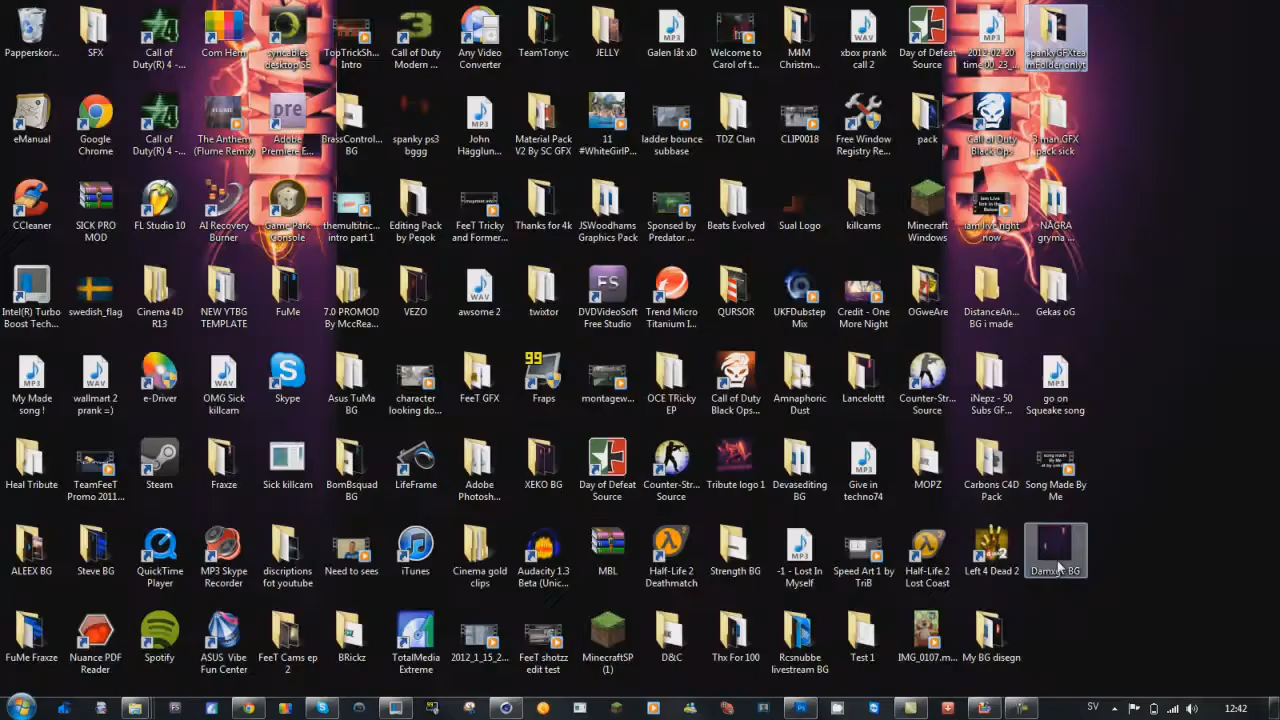 Papperskor...
SFX
Call of
Duty(R) 4 -...
Com Hem
syncables
desktop SE
TopTrickSh...
Intro
Call of Duty
Modern ...
Any Video
Converter
TeamTonyc
JELLY
Galen låt xD
Welcome to
Carol of t...
M4M
Christm...
xbox prank
call 2
Day of Defeat
Source
2012-02-20
time 00_23_...
spankyGFXtea
mFolder onlyt
eManual
Google
Chrome
Call of
Duty(R) 4 -...
The Anthem
(Flume Remix)
pre
Adobe
Premiere E...
BrassControl...
BG
spanky ps3
bggg
John
Hägglun...
Material Pack
V2 By SC GFX
11
#WhiteGirlP...
ladder bounce
subbase
TDZ Clan
CLIP0018
Free Window
Registry Re...
pack
Call of Duty
Black Ops
3 man GFX
pack sick
CCleaner
SICK PRO
MOD
FL Studio 10
AI Recovery
Burner
Game Park
Console
themultitric...
intro part 1
Editing Pack
by Peqok
FeeT Tricky
and Former...
Thanks for 4k
JSWoodhams
Graphics Pack
Sponsed by
Predator ...
Beats Evolved
Sual Logo
killcams
Minecraft
Windows
iam live right
now
NÅGRA
gryma ...
Intel(R) Turbo
Boost Tech...
swedish_flag
Cinema 4D
R13
NEW YTBG
TEMPLATE
FuMe
7.0 PROMOD
By MccRea...
VEZO
awsome 2
twixtor
DVDVideoSoft
Free Studio
Trend Micro
Titanium I...
QURSOR
UKFDubstep
Mix
Credit - One
More Night
OGweAre
DistanceAn...
BG i made
Gekas oG
My Made
song !
wallmart 2
prank =)
e-Driver
OMG Sick
killcam
Skype
Asus TuMa
BG
character
looking do...
FeeT GFX
99
Fraps
montagew...
OCE TRicky
EP
Call of Duty
Black Ops...
Amnaphoric
Dust
Lancelottt
Counter-Str...
Source
iNepz - 50
Subs GF...
go on
Squeake song
Heal Tribute
TeamFeeT
Promo 2011...
Steam
Fraxze
Sick killcam
BombSquad
BG
LifeFrame
Adobe
Photosh...
XEKO BG
Day of Defeat
Source
Counter-Str...
Source
Tribute logo 1
Devasediting
BG
Give in
techno74
MOPZ
Carbons C4D
Pack
Song Made By
Me
ALEEX BG
Steve BG
QuickTime
Player
MP3 Skype
Recorder
discriptions
fot youtube
Need to sees
iTunes
Cinema gold
clips
Audacity 1.3
Beta (Unic...
MBL
Half-Life 2
Deathmatch
Strength BG
-1 - Lost In
Myself
Speed Art 1 by
TriB
Half-Life 2
Lost Coast
Left 4 Dead 2
FuMe Fraxze
Nuance PDF
Reader
Spotify
ASUS Vibe
Fun Center
FeeT Cams ep
2
BRickz
TotalMedia
Extreme
2012_1_15_2...
FeeT shotzz
edit test
MinecraftSP
(1)
D&C
Thx For 100
Rcsnubbe
livestream BG
Test 1
IMG_0107.m...
My BG disegn
SV
12:42